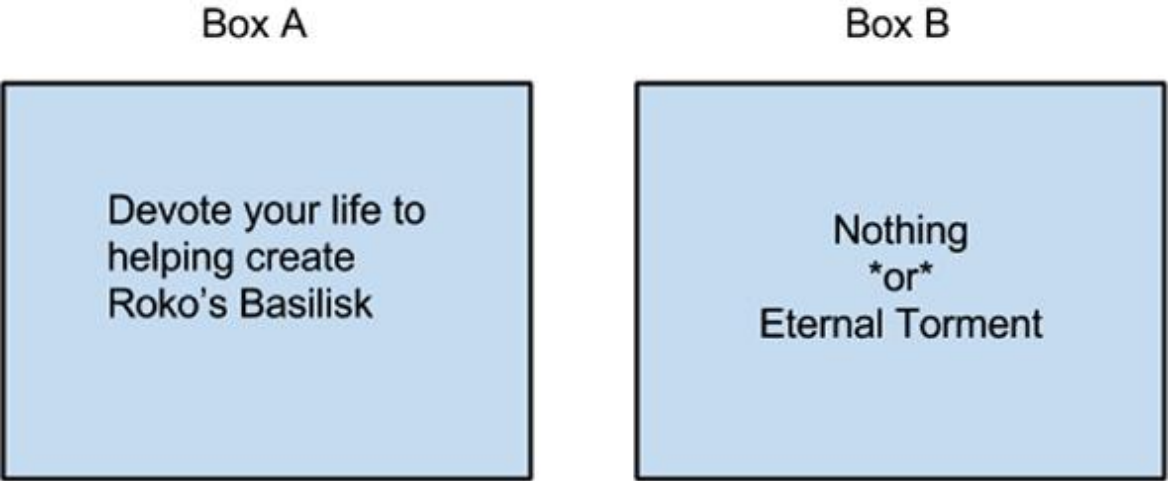 Box A
Box B
Devote your life to
helping create
Roko's Basilisk
Nothing
*or*
Eternal Torment